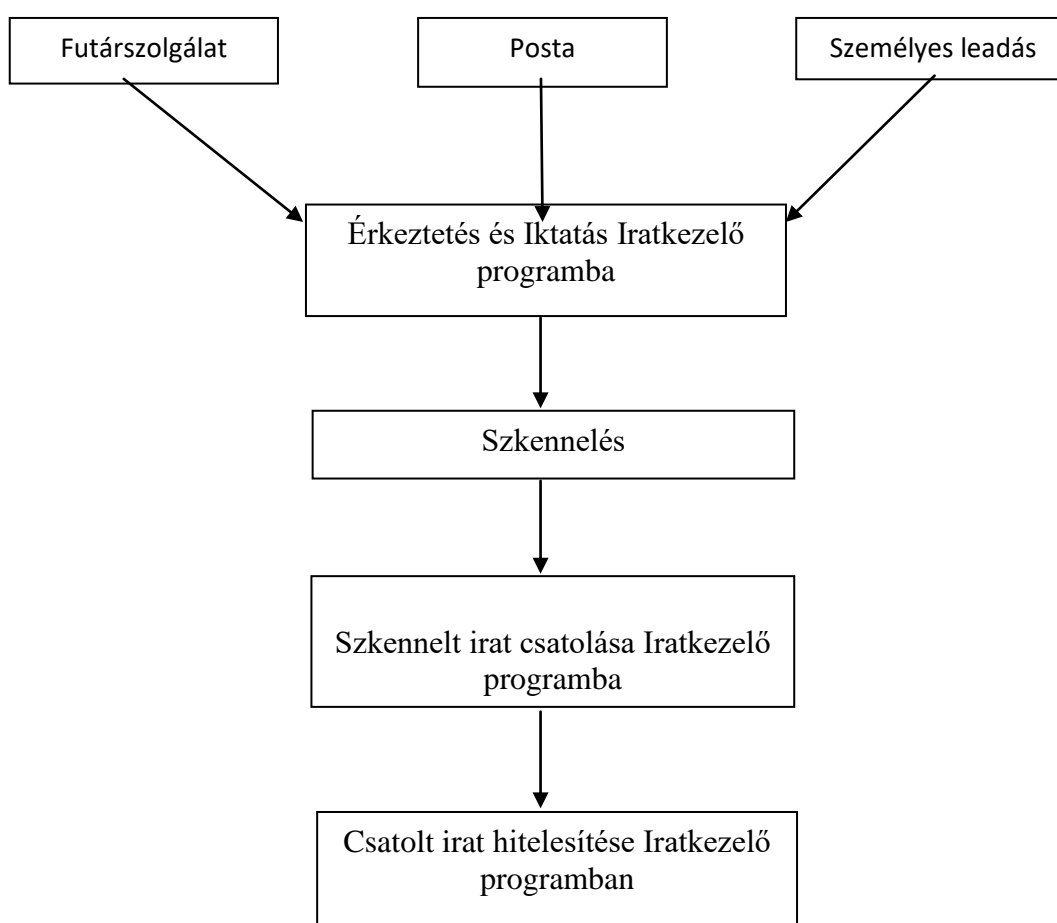 Futárszolgálat
Posta
Személyes leadás
Érkeztetés és Iktatás Iratkezelő
programba
Szkennelés
Szkennelt irat csatolása Iratkezelő
programba
Csatolt irat hitelesítése Iratkezelő
programban